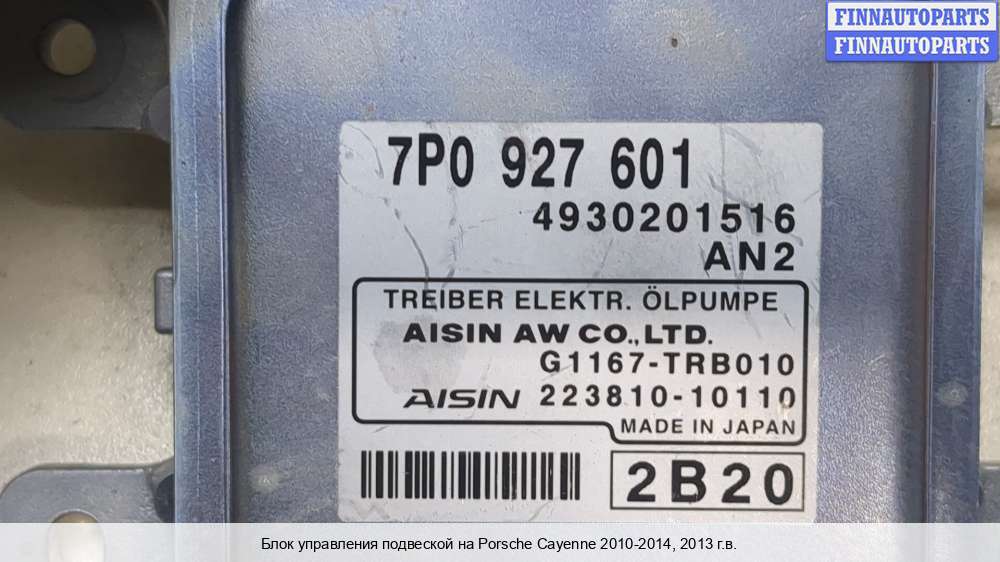 FINNAUTOPARTS
FINNAUTOPARTS
7P0 927 601
4930201516
AN2
TREIBER ELEKTR. ÖLPUMPE
AISIN AW CO.,LTD.
G1167-TRB010
AISIN 223810-10110
MADE IN JAPAN
2B20
Блок управления подвеской на Porsche Cayenne 2010-2014, 2013 г.в.